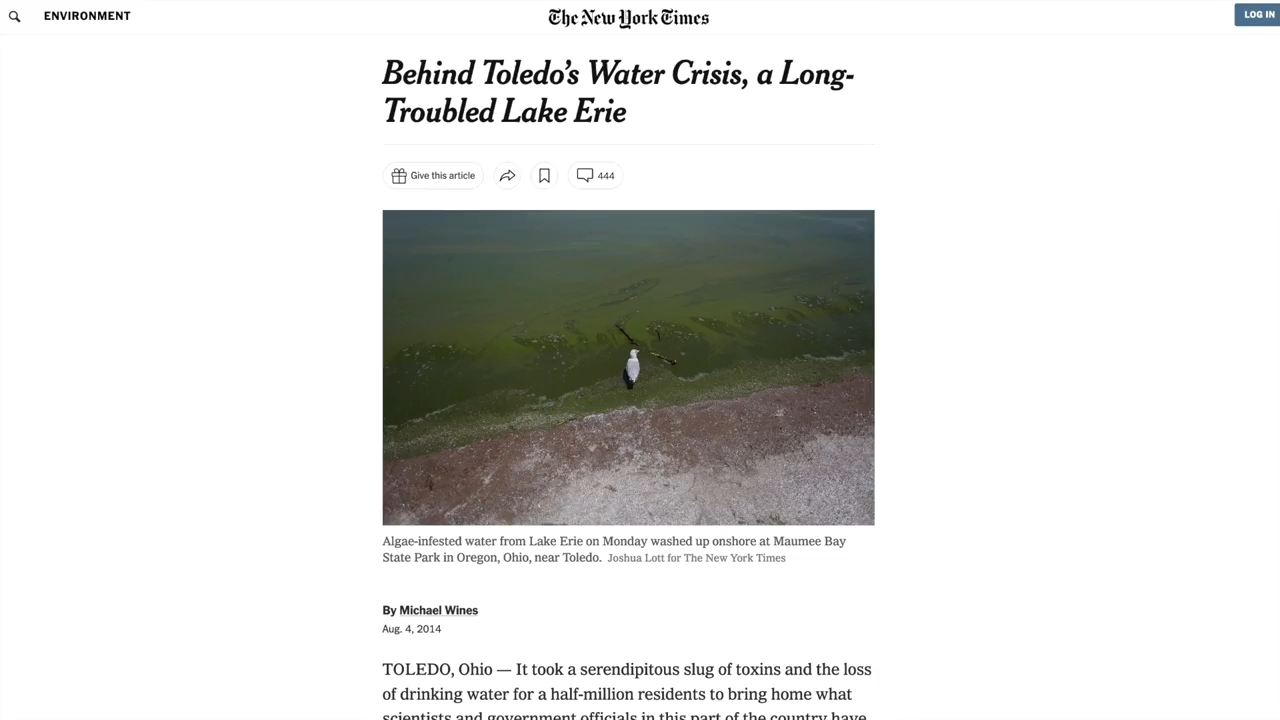 ENVIRONMENT
The New York Times
LOG IN
Behind Toledo's Water Crisis, a Long-
Troubled Lake Erie
Give this article
444
Algae-infested water from Lake Erie on Monday washed up onshore at Maumee Bay
State Park in Oregon, Ohio, near Toledo. Joshua Lott for The New York Times
By Michael Wines
Aug. 4, 2014
TOLEDO, Ohio — It took a serendipitous slug of toxins and the loss
of drinking water for a half-million residents to bring home what
scientists and government officials in this part of the country have